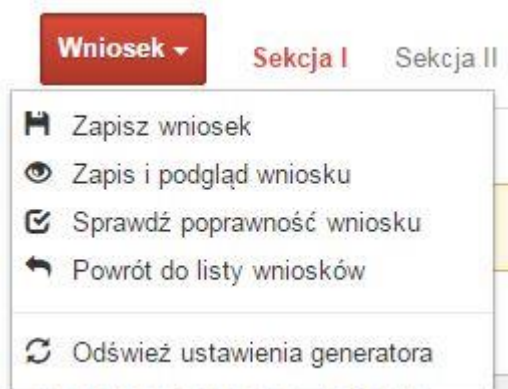 Wniosek
Sekcja I
Sekcja II
Zapisz wniosek
Zapis i podgląd wniosku
Sprawdź poprawność wniosku
Powrót do listy wniosków
Odśwież ustawienia generatora